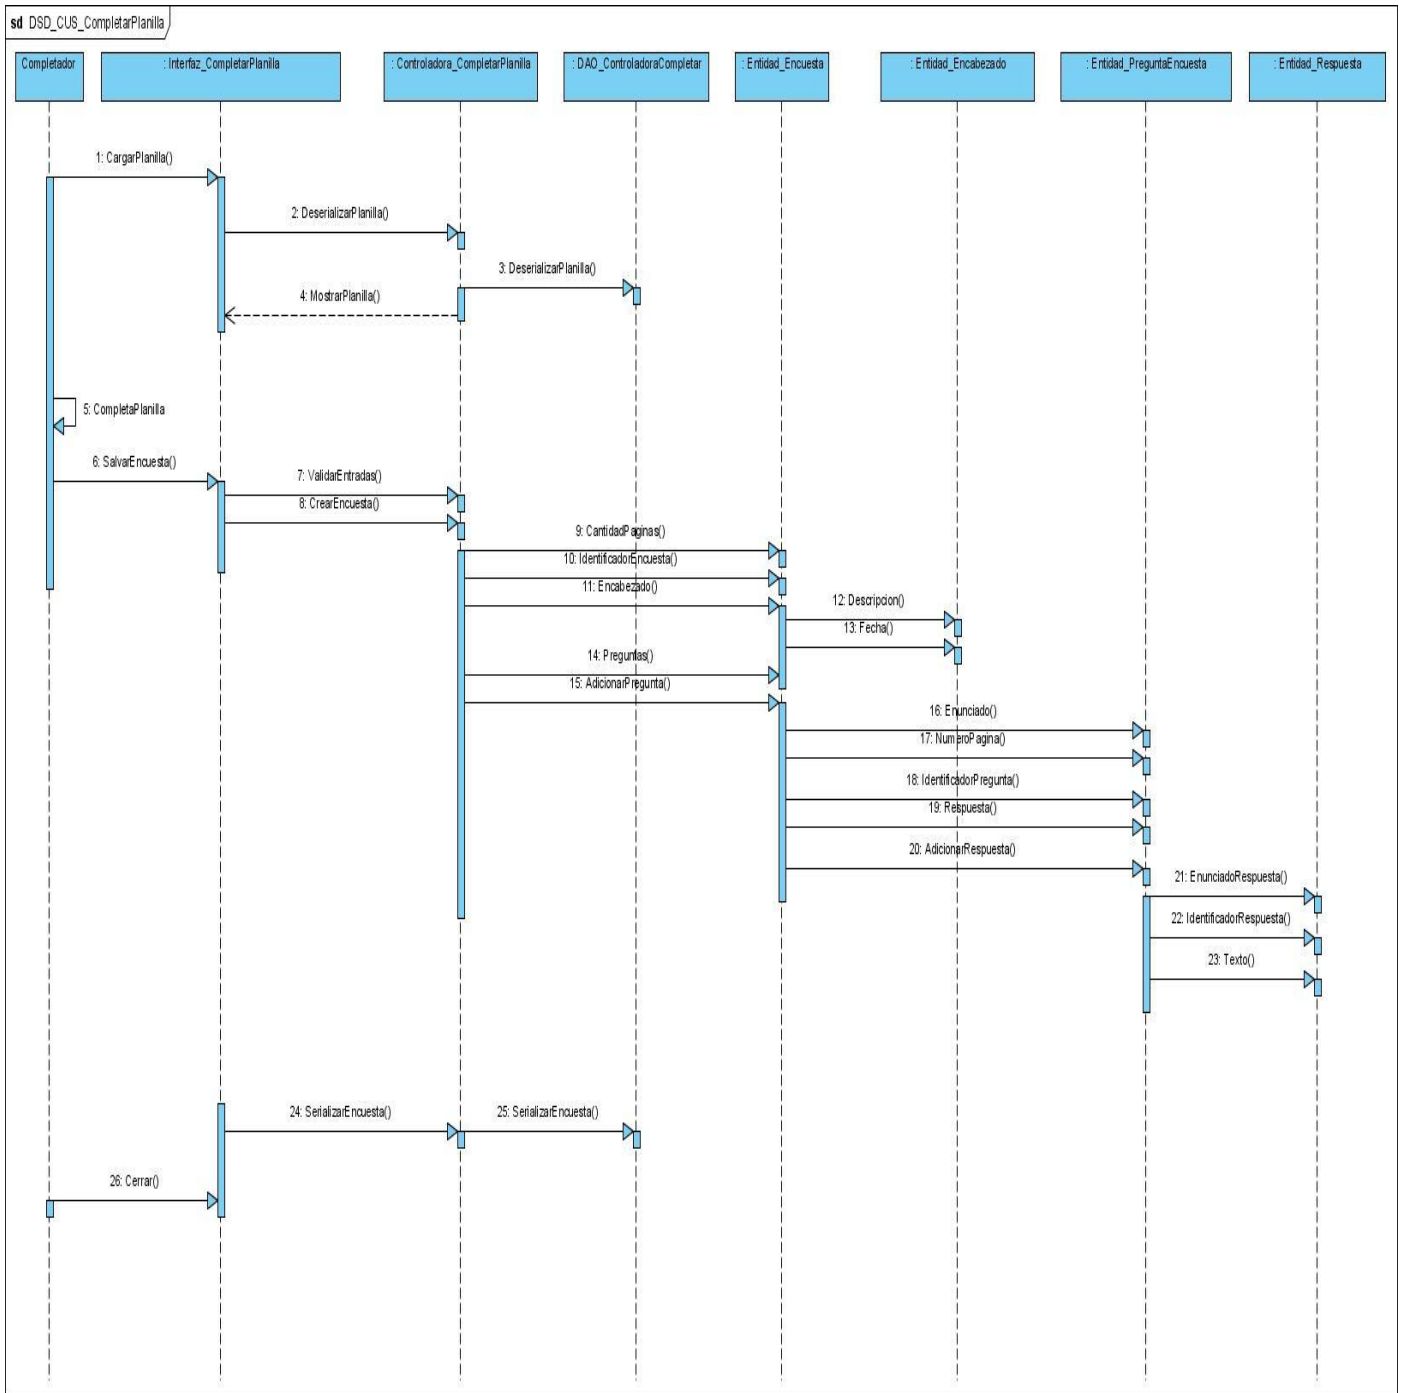 sd DSD_CUS_CompletarPlanilla
Completador
: Interfaz_CompletarPlanilla
: Controladora_CompletarPlanilla
: DAO_ControladoraCompletar
: Entidad_Encuesta
: Entidad_Encabezado
: Entidad_PreguntaEncuesta
: Entidad_Respuesta
1: CargarPlanilla()
2: DeserializarPlanilla()
3: DeserializarPlanilla()
4: MostrarPlanilla()
5: CompletaPlanilla
6: SalvarEncuesta()
7: ValidarEntradas()
8: CrearEncuesta()
9: CantidadPaginas()
10: IdentificadorEncuesta()
11: Encabezado()
12: Descripcion()
13: Fecha()
14: Preguntas()
15: AdicionarPregunta()
16: Enunciado()
17: NumeroPagina()
18: IdentificadorPregunta()
19: Respuesta()
20: AdicionarRespuesta()
21: EnunciadoRespuesta()
22: IdentificadorRespuesta()
23: Texto()
24: SerializarEncuesta()
25: SerializarEncuesta()
26: Cerrar()